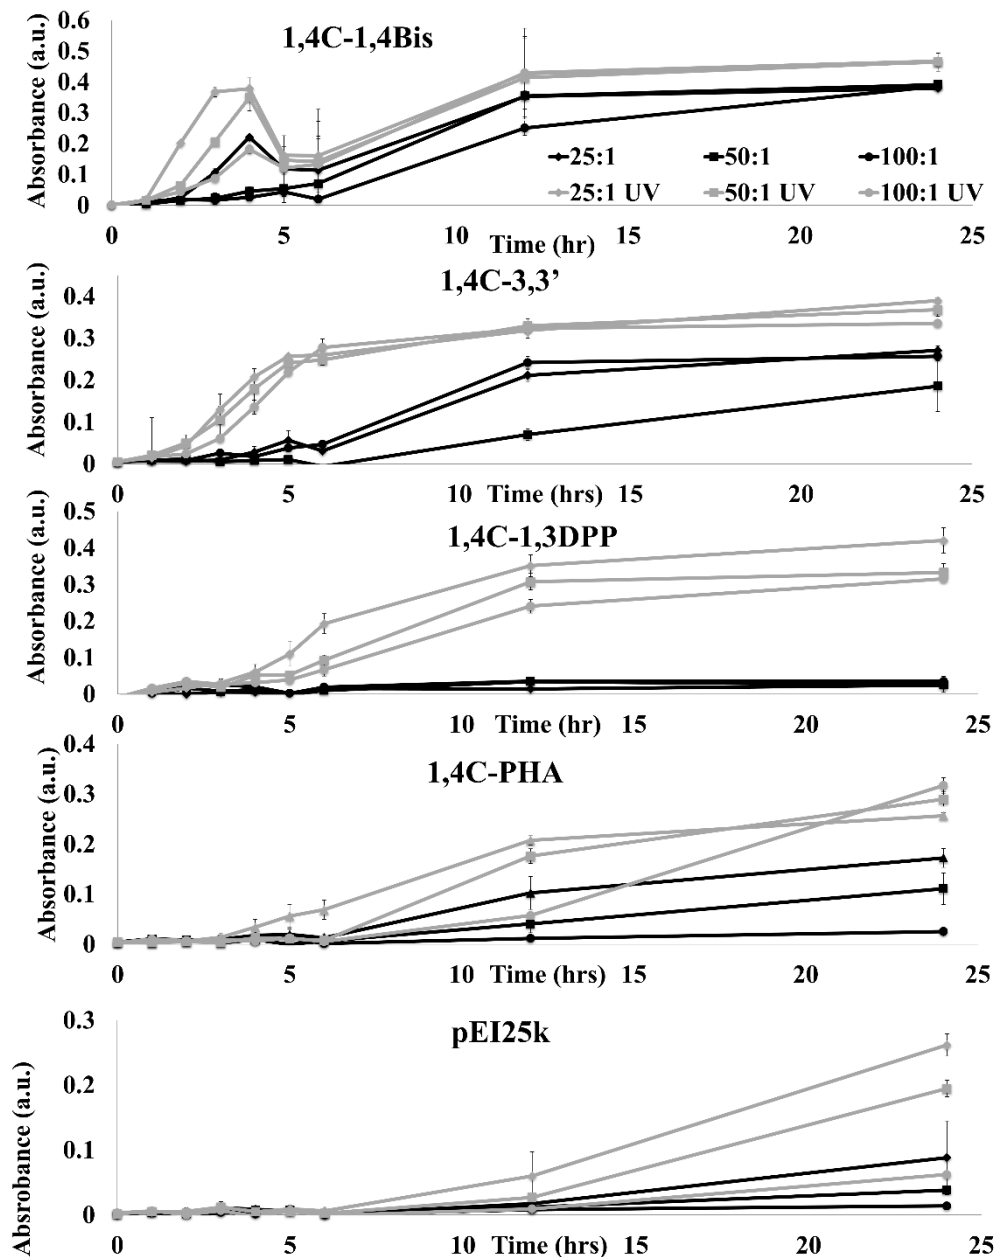 0.6
1,4C-1,4Bis
0.5
0.4
0.3
0.2
0.1
0
Absorbance (a.u.)
25:1 50:1 100:1
25:1 UV 50:1 UV 100:1 UV
0 5 10 15 20 25
Time (hr)
1,4C-3,3’
0.4
0.3
0.2
0.1
0
Absorbance (a.u.)
0 5 10 Time (hrs) 15 20 25
0.5
1,4C-1,3DPP
0.4
0.3
0.2
0.1
0
Absorbance (a.u.)
0 5 10 Time (hr) 15 20 25
0.4
1,4C-PHA
0.3
0.2
0.1
0
Absorbance (a.u.)
0 5 10 Time (hrs) 15 20 25
0.3
pEI25k
0.2
0.1
0
Absrobance (a.u.)
0 5 10 Time (hr) 15 20 25